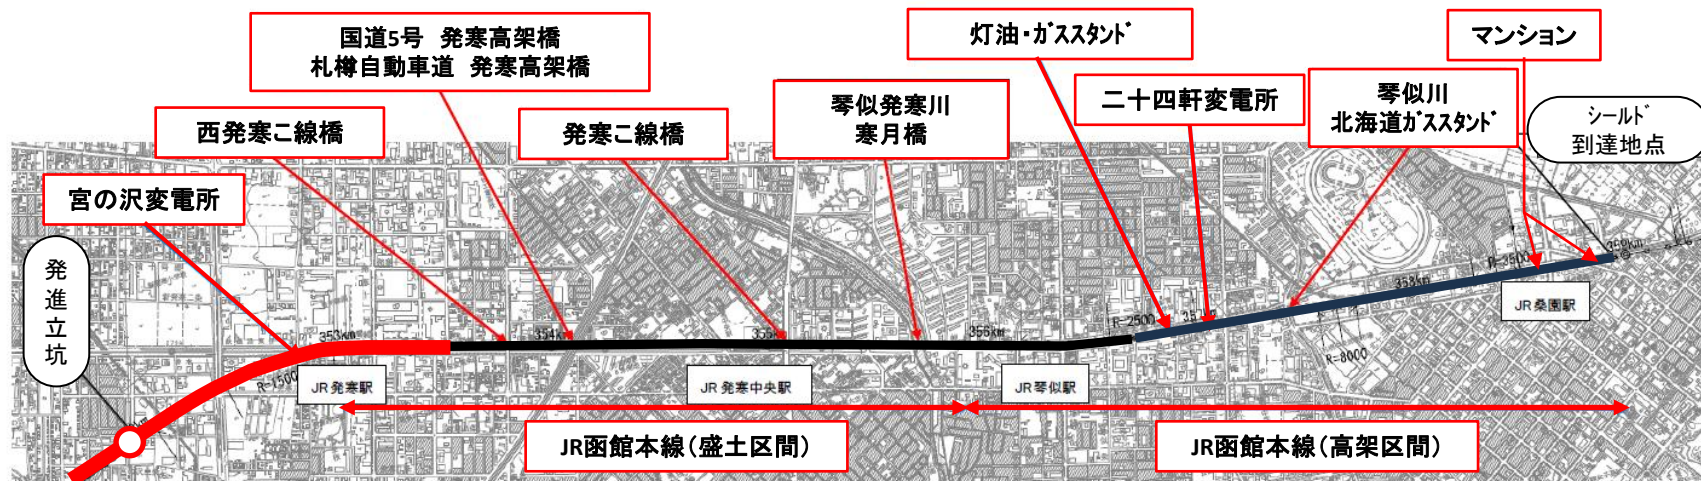 国道5号 発寒高架橋
札樽自動車道 発寒高架橋
灯油・ガススタンド
マンション
西発寒こ線橋
発寒こ線橋
琴似発寒川
寒月橋
二十四軒変電所
琴似川
北海道ガススタンド
シールド
到達地点
宮の沢変電所
発進立坑
353km
354k
356km
R=2500
358km
R=3500
R=1500
R=8000
JR発寒駅
JR発寒中央駅
JR琴似駅
JR桑園駅
JR函館本線(盛土区間)
JR函館本線(高架区間)